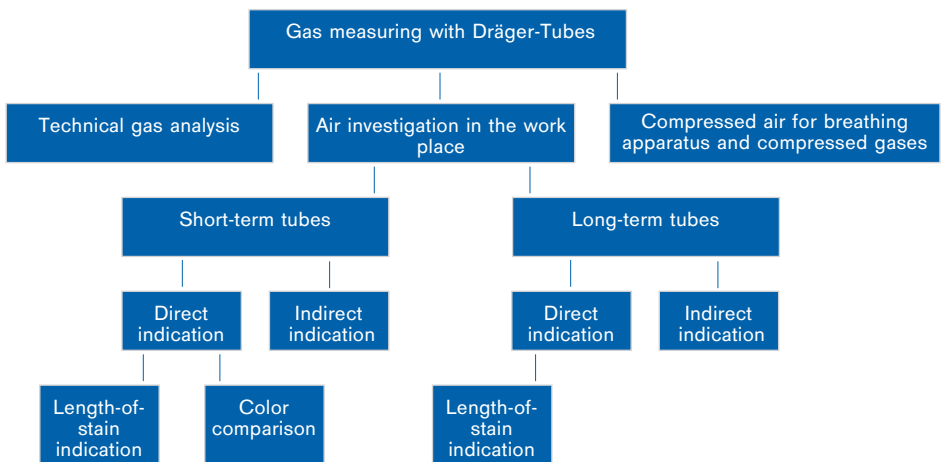 Gas measuring with Dräger-Tubes
Technical gas analysis
Air investigation in the work
place
Compressed air for breathing
apparatus and compressed gases
Short-term tubes
Long-term tubes
Direct
indication
Indirect
indication
Direct
indication
Indirect
indication
Length-of-
stain
indication
Color
comparison
Length-of-
stain
indication